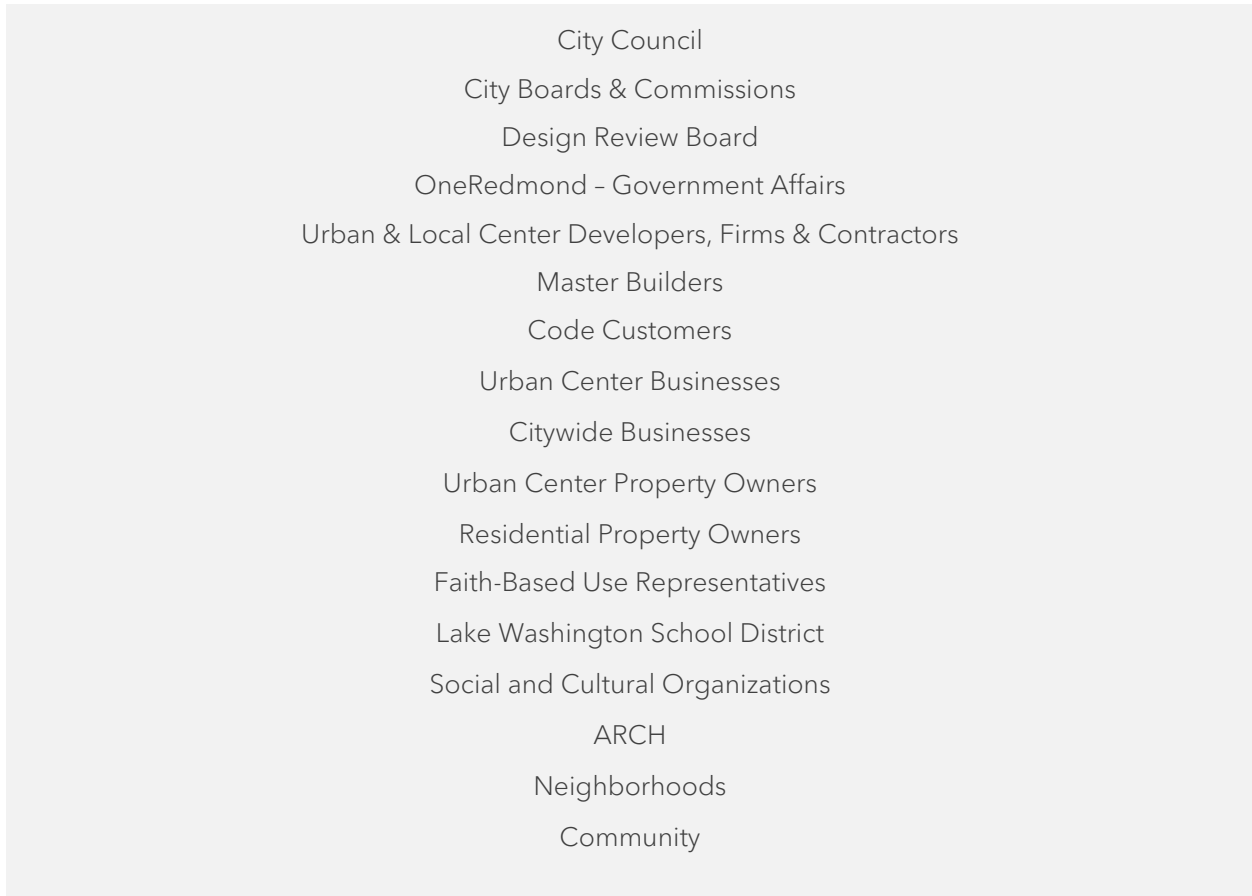 City Council
City Boards & Commissions
Design Review Board
OneRedmond – Government Affairs
Urban & Local Center Developers, Firms & Contractors
Master Builders
Code Customers
Urban Center Businesses
Citywide Businesses
Urban Center Property Owners
Residential Property Owners
Faith-Based Use Representatives
Lake Washington School District
Social and Cultural Organizations
ARCH
Neighborhoods
Community